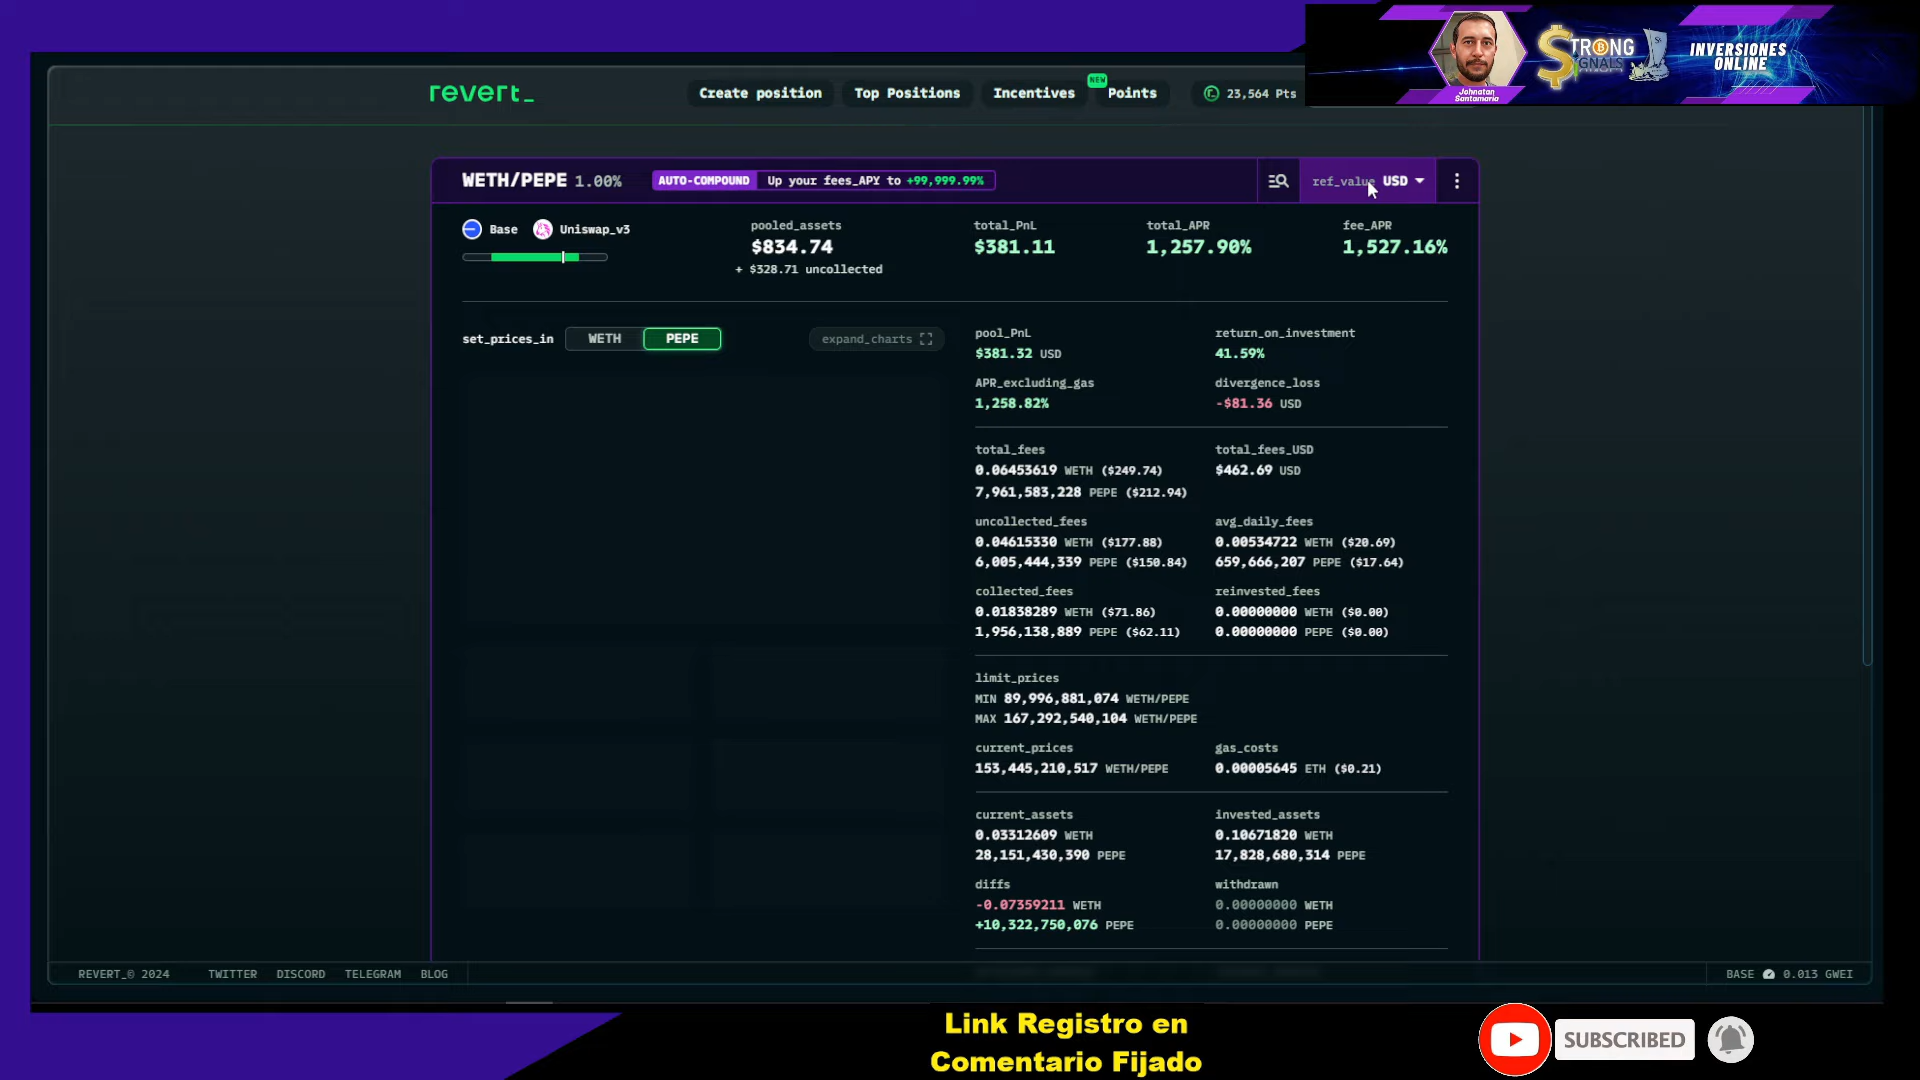 STRONG
SIGNALS
INVERSIONES
ONLINE
Johnatan
Santamaria
revert_
Create position
Top Positions
Incentives
NEW
Points
23,564 Pts
WETH/PEPE 1.00%
AUTO-COMPOUND Up your fees_APY to +99,999.99%
ref_value USD
Base
Uniswap_v3
pooled_assets
$834.74
+ $328.71 uncollected
total_PnL
$381.11
total_APR
1,257.90%
fee_APR
1,527.16%
set_prices_in
WETH
PEPE
expand_charts
pool_PnL
$381.32 USD
return_on_investment
41.59%
APR_excluding_gas
1,258.82%
divergence_loss
-$81.36 USD
total_fees
0.06453619 WETH ($249.74)
7,961,583,228 PEPE ($212.94)
total_fees_USD
$462.69 USD
uncollected_fees
0.04615330 WETH ($177.88)
6,005,444,339 PEPE ($150.84)
avg_daily_fees
0.00534722 WETH ($20.69)
659,666,207 PEPE ($17.64)
collected_fees
0.01838289 WETH ($71.86)
1,956,138,889 PEPE ($62.11)
reinvested_fees
0.00000000 WETH ($0.00)
0.00000000 PEPE ($0.00)
limit_prices
MIN 89,996,881,074 WETH/PEPE
MAX 167,292,540,104 WETH/PEPE
current_prices
153,445,210,517 WETH/PEPE
gas_costs
0.00005645 ETH ($0.21)
current_assets
0.03312609 WETH
28,151,430,390 PEPE
invested_assets
0.10671820 WETH
17,828,680,314 PEPE
diffs
-0.07359211 WETH
+10,322,750,076 PEPE
withdrawn
0.00000000 WETH
0.00000000 PEPE
REVERT_© 2024
TWITTER
DISCORD
TELEGRAM
BLOG
BASE 0.013 GWEI
Link Registro en
Comentario Fijado
SUBSCRIBED